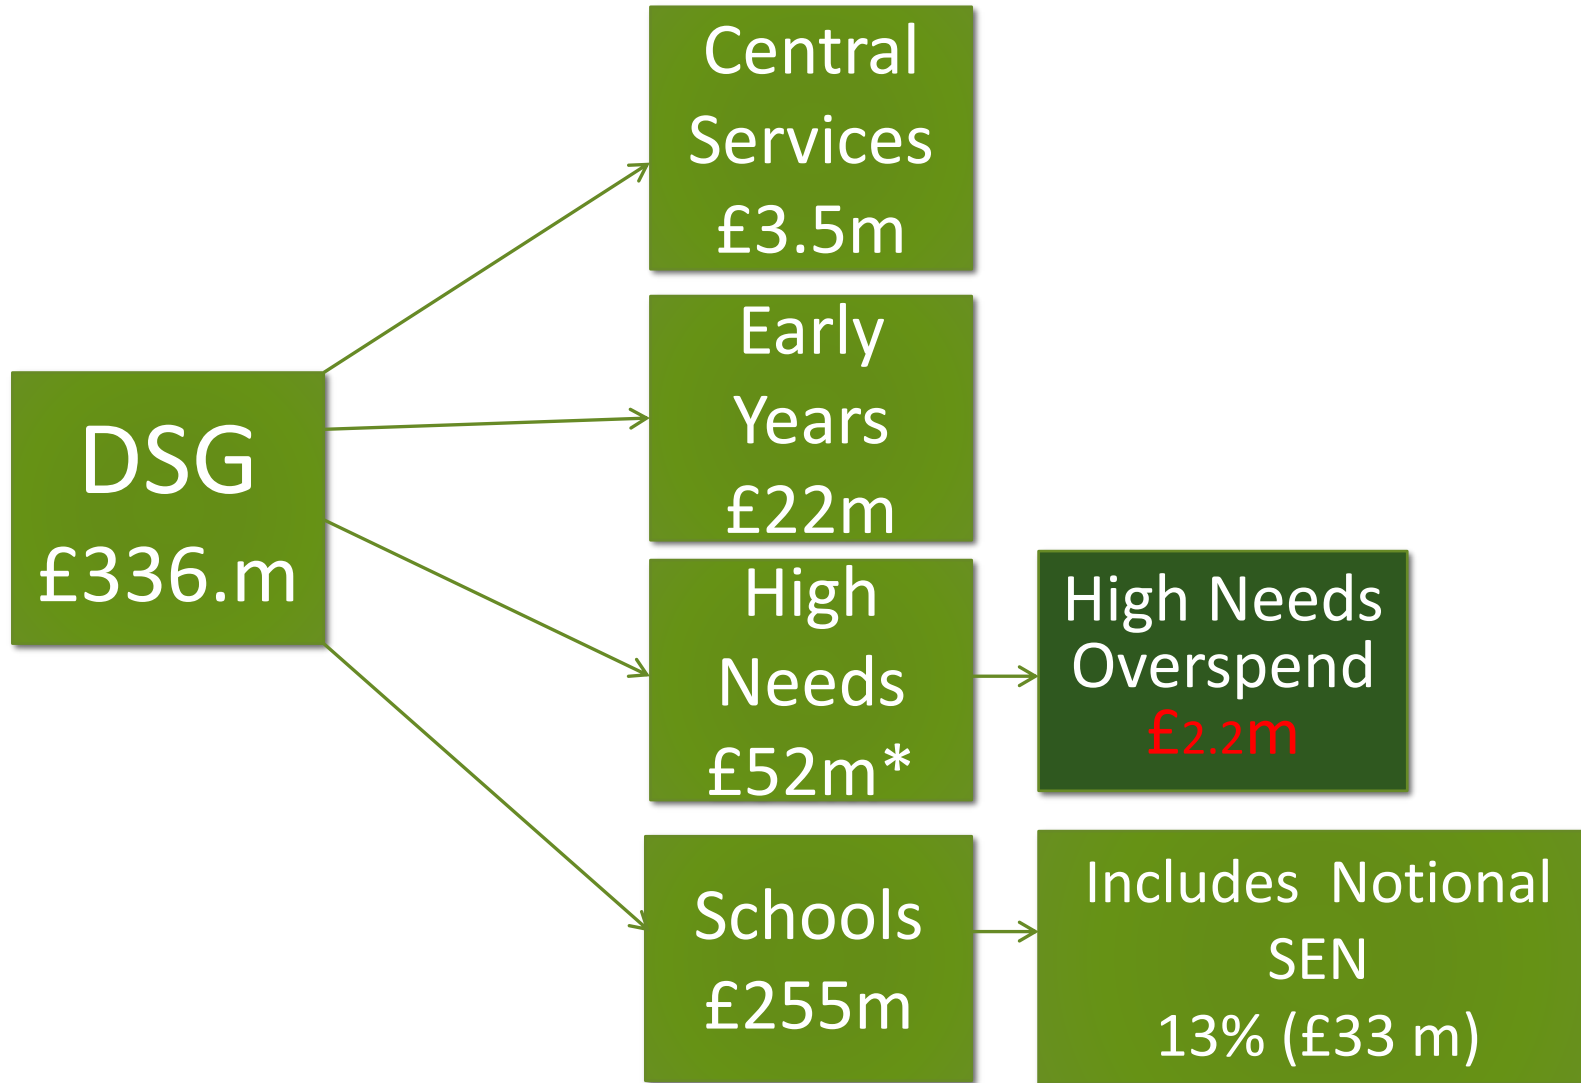 Central
Services
£3.5m
Early
Years
£22m
DSG
£336.m
High
Needs
£52m*
High Needs
Overspend
£2.2m
Schools
£255m
Includes  Notional
SEN
13% (£33 m)